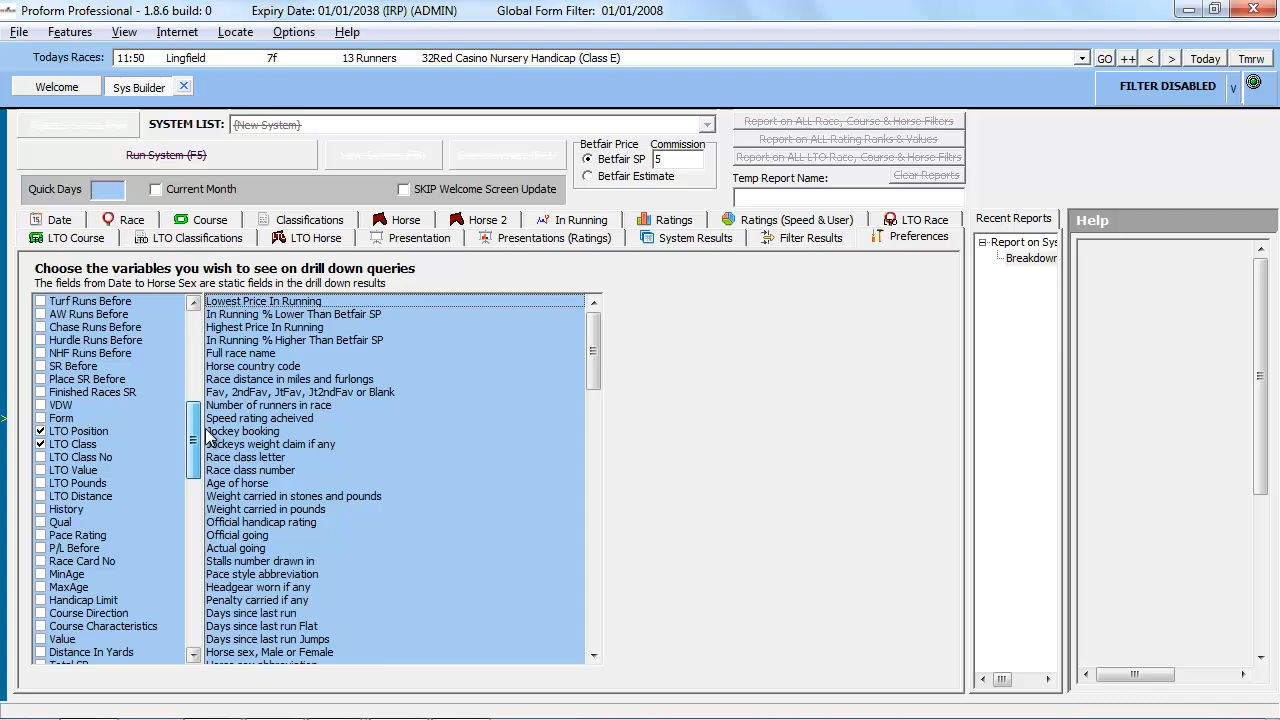 Proform Professional - 1.8.6 build: 0 Expiry Date: 01/01/2038 (IRP) (ADMIN) Global Form Filter: 01/01/2008
File Features View Internet Locate Options Help
Todays Races: 11:50 Lingfield 7f 13 Runners 32Red Casino Nursery Handicap (Class E) GO ++ < > Today Tmrw
Welcome Sys Builder FILTER DISABLED V
SYSTEM LIST: {New System}
Report on ALL Race, Course & Horse Filters
Report on ALL Rating Ranks & Values
Report on ALL LTO Race, Course & Horse Filtrs
Run System (F5)
Betfair Price Commission
Betfair SP 5
Betfair Estimate
Temp Report Name: Clear Reports
Quick Days Current Month SKIP Welcome Screen Update
Date Race Course Classifications Horse Horse 2 In Running Ratings Ratings (Speed & User) LTO Race
LTO Course LTO Classifications LTO Horse Presentation Presentations (Ratings) System Results Filter Results Preferences
Recent Reports
Report on Sys
Breakdown
Help
Choose the variables you wish to see on drill down queries
The fields from Date to Horse Sex are static fields in the drill down results
Turf Runs Before
AW Runs Before
Chase Runs Before
Hurdle Runs Before
NHF Runs Before
SR Before
Place SR Before
Finished Races SR
VDW
Form
LTO Position
LTO Class
LTO Class No
LTO Value
LTO Pounds
LTO Distance
History
Qual
Pace Rating
P/L Before
Race Card No
MinAge
MaxAge
Handicap Limit
Course Direction
Course Characteristics
Value
Distance In Yards
Total SP
Lowest Price In Running
In Running % Lower Than Betfair SP
Highest Price In Running
In Running % Higher Than Betfair SP
Full race name
Horse country code
Race distance in miles and furlongs
Fav, 2ndFav, JtFav, Jt2ndFav or Blank
Number of runners in race
Speed rating acheived
Jockey booking
Jockeys weight claim if any
Race class letter
Race class number
Age of horse
Weight carried in stones and pounds
Weight carried in pounds
Official handicap rating
Official going
Actual going
Stalls number drawn in
Pace style abbreviation
Headgear worn if any
Penalty carried if any
Days since last run
Days since last run Flat
Days since last run Jumps
Horse sex, Male or Female
Horse sex abbreviation